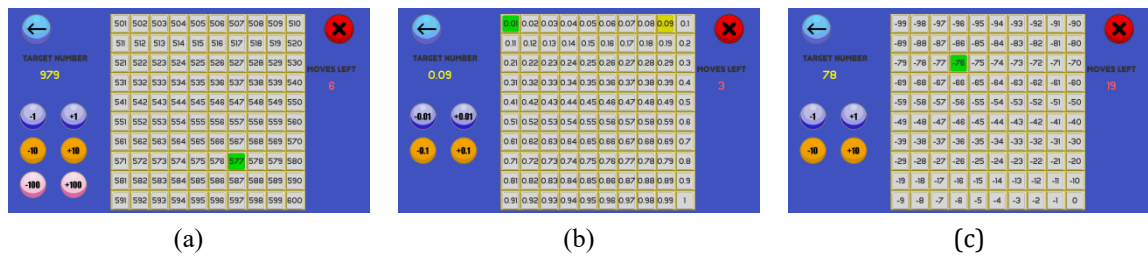 TARGET NUMBER
979
-1 +1
-10 +10
-100 +100
501 502 503 504 505 506 507 508 509 510
511 512 513 514 515 516 517 518 519 520
521 522 523 524 525 526 527 528 529 530
531 532 533 534 535 536 537 538 539 540
541 542 543 544 545 546 547 548 549 550
551 552 553 554 555 556 557 558 559 560
561 562 563 564 565 566 567 568 569 570
571 572 573 574 575 576 577 578 579 580
581 582 583 584 585 586 587 588 589 590
591 592 593 594 595 596 597 598 599 600
MOVES LEFT
6
(a)
TARGET NUMBER
0.09
-0.01 +0.01
-0.1 +0.1
0.01 0.02 0.03 0.04 0.05 0.06 0.07 0.08 0.09 0.1
0.11 0.12 0.13 0.14 0.15 0.16 0.17 0.18 0.19 0.2
0.21 0.22 0.23 0.24 0.25 0.26 0.27 0.28 0.29 0.3
0.31 0.32 0.33 0.34 0.35 0.36 0.37 0.38 0.39 0.4
0.41 0.42 0.43 0.44 0.45 0.46 0.47 0.48 0.49 0.5
0.51 0.52 0.53 0.54 0.55 0.56 0.57 0.58 0.59 0.6
0.61 0.62 0.63 0.64 0.65 0.66 0.67 0.68 0.69 0.7
0.71 0.72 0.73 0.74 0.75 0.76 0.77 0.78 0.79 0.8
0.81 0.82 0.83 0.84 0.85 0.86 0.87 0.88 0.89 0.9
0.91 0.92 0.93 0.94 0.95 0.96 0.97 0.98 0.99 1
MOVES LEFT
3
(b)
TARGET NUMBER
78
-1 +1
-10 +10
-99 -98 -97 -96 -95 -94 -93 -92 -91 -90
-89 -88 -87 -86 -85 -84 -83 -82 -81 -80
-79 -78 -77 -76 -75 -74 -73 -72 -71 -70
-69 -68 -67 -66 -65 -64 -63 -62 -61 -60
-59 -58 -57 -56 -55 -54 -53 -52 -51 -50
-49 -48 -47 -46 -45 -44 -43 -42 -41 -40
-39 -38 -37 -36 -35 -34 -33 -32 -31 -30
-29 -28 -27 -26 -25 -24 -23 -22 -21 -20
-19 -18 -17 -16 -15 -14 -13 -12 -11 -10
-9 -8 -7 -6 -5 -4 -3 -2 -1 0
MOVES LEFT
19
(c)